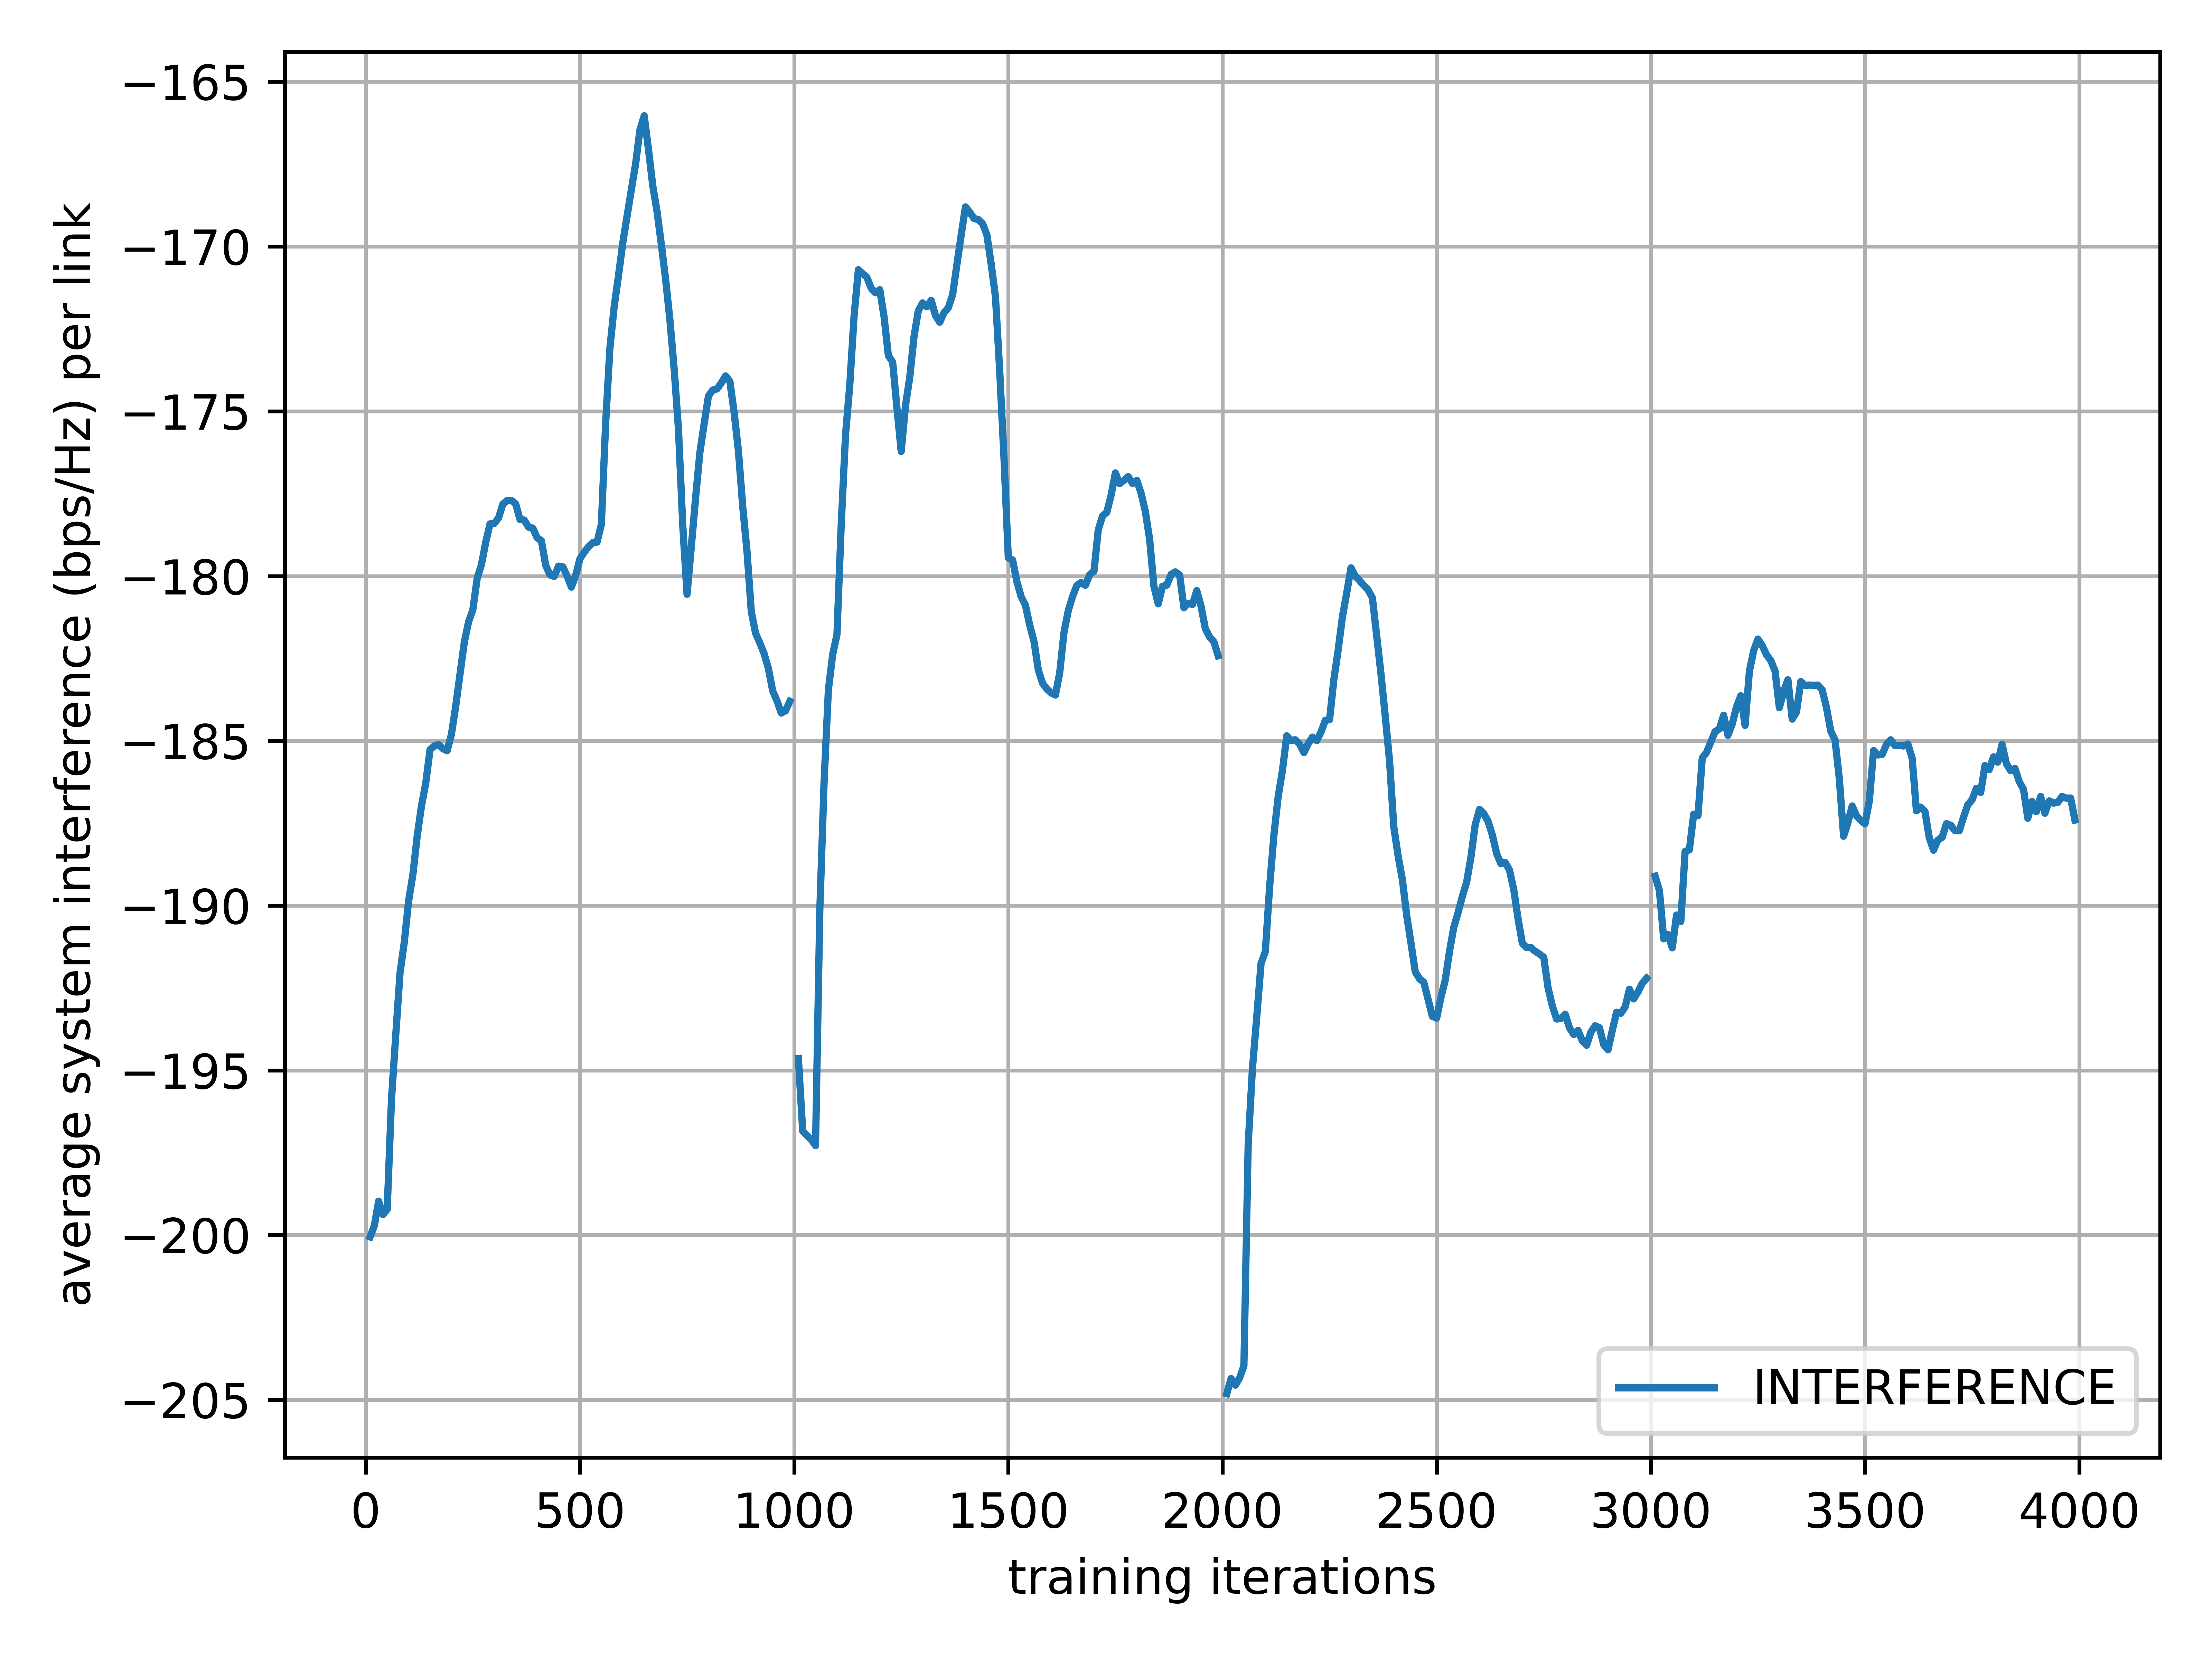 average system interference (bps/Hz) per link
−165
−170
−175
−180
−185
−190
−195
−200
−205
INTERFERENCE
0 500 1000 1500 2000 2500 3000 3500 4000
training iterations